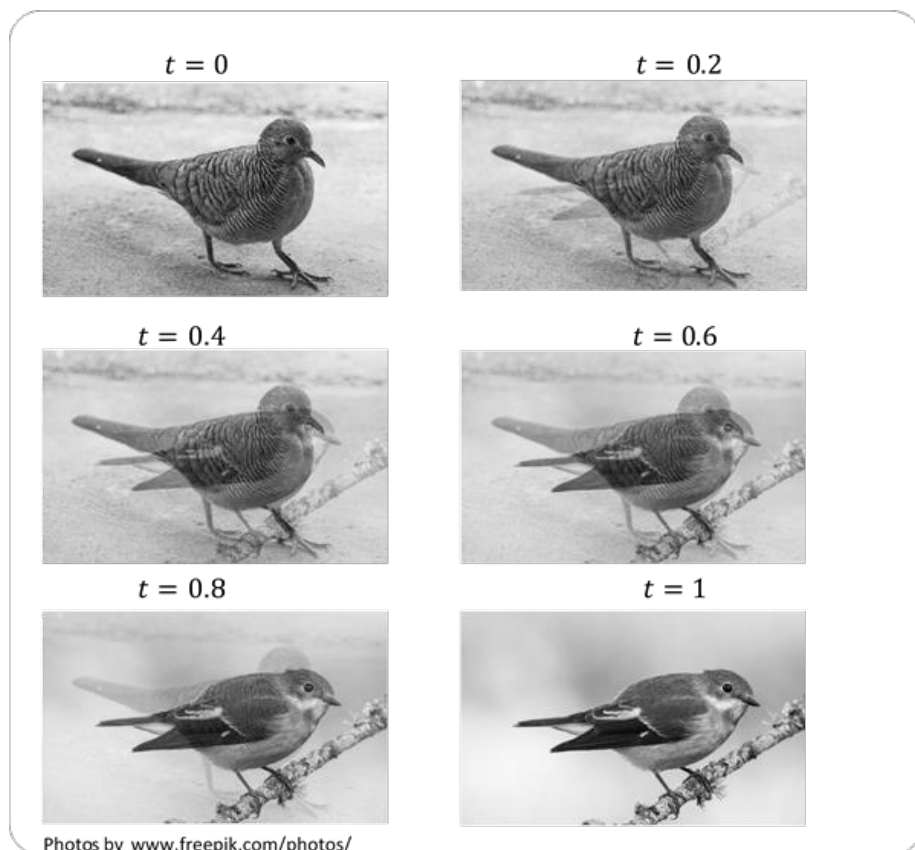 t = 0
t = 0.2
t = 0.4
t = 0.6
t = 0.8
t = 1
Photos by www.freepik.com/photos/